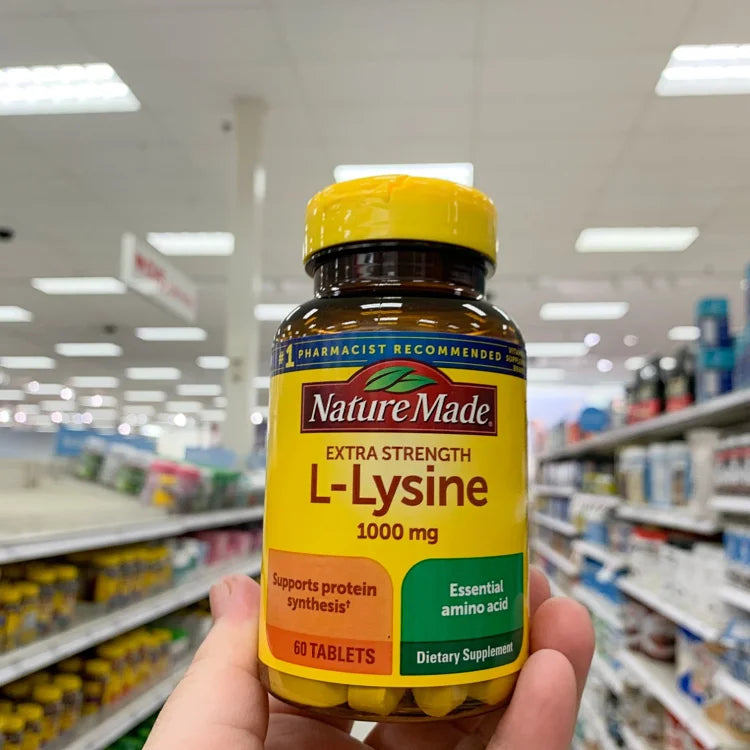 #1 PHARMACIST RECOMMENDED
Nature Made
EXTRA STRENGTH
L-Lysine
1000 mg
Supports protein
synthesis†
60 TABLETS
Essential
amino acid
Dietary Supplement